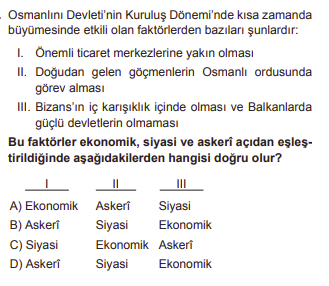 Osmanlını Devleti'nin Kuruluş Dönemi'nde kısa zamanda
büyümesinde etkili olan faktörlerden bazıları şunlardır:
I. Önemli ticaret merkezlerine yakın olması
II. Doğudan gelen göçmenlerin Osmanlı ordusunda
görev alması
III. Bizans'ın iç karışıklık içinde olması ve Balkanlarda
güçlü devletlerin olmaması
Bu faktörler ekonomik, siyasi ve askerî açıdan eşleş-
tirildiğinde aşağıdakilerden hangisi doğru olur?
I II III
A) Ekonomik Askerî Siyasi
B) Askerî Siyasi Ekonomik
C) Siyasi Ekonomik Askerî
D) Askerî Siyasi Ekonomik